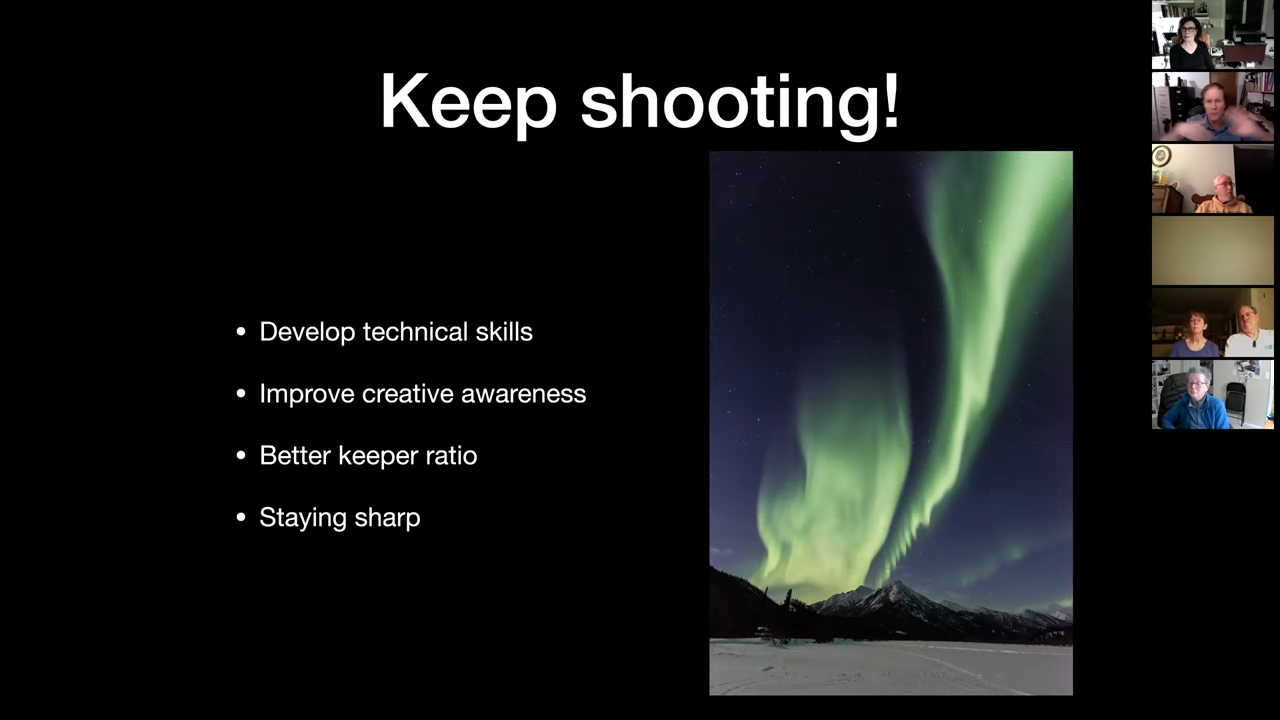 Keep shooting!
• Develop technical skills
• Improve creative awareness
• Better keeper ratio
• Staying sharp